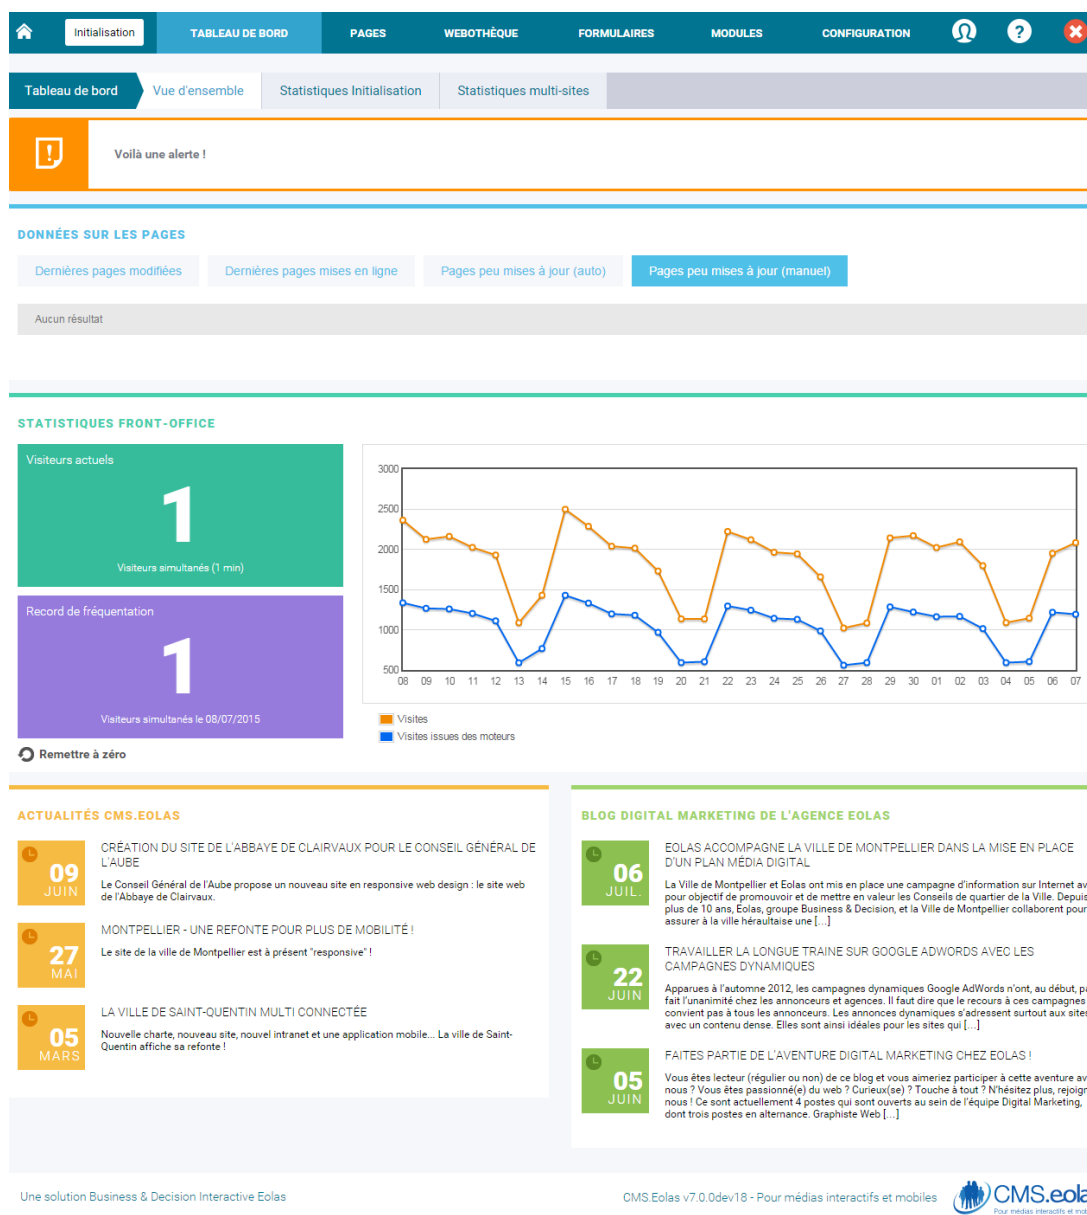 Initialisation TABLEAU DE BORD PAGES WEBOTHÈQUE FORMULAIRES MODULES CONFIGURATION ?
Tableau de bord Vue d'ensemble Statistiques Initialisation Statistiques multi-sites
Voilà une alerte !
DONNÉES SUR LES PAGES
Dernières pages modifiées Dernières pages mises en ligne Pages peu mises à jour (auto) Pages peu mises à jour (manuel)
Aucun résultat
STATISTIQUES FRONT-OFFICE
Visiteurs actuels
1
Visiteurs simultanés (1 min)
Record de fréquentation
1
Visiteurs simultanés le 08/07/2015
Remettre à zéro
3000
2500
2000
1500
1000
500
08 09 10 11 12 13 14 15 16 17 18 19 20 21 22 23 24 25 26 27 28 29 30 01 02 03 04 05 06 07
Visites
Visites issues des moteurs
ACTUALITÉS CMS.EOLAS
09
JUIN
CRÉATION DU SITE DE L'ABBAYE DE CLAIRVAUX POUR LE CONSEIL GÉNÉRAL DE
L'AUBE
Le Conseil Général de l'Aube propose un nouveau site en responsive web design : le site web
de l'Abbaye de Clairvaux.
27
MAI
MONTPELLIER - UNE REFONTE POUR PLUS DE MOBILITÉ !
Le site de la ville de Montpellier est à présent "responsive" !
05
MARS
LA VILLE DE SAINT-QUENTIN MULTI CONNECTÉE
Nouvelle charte, nouveau site, nouvel intranet et une application mobile... La ville de Saint-
Quentin affiche sa refonte !
BLOG DIGITAL MARKETING DE L'AGENCE EOLAS
06
JUIL.
EOLAS ACCOMPAGNE LA VILLE DE MONTPELLIER DANS LA MISE EN PLACE
D'UN PLAN MÉDIA DIGITAL
La Ville de Montpellier et Eolas ont mis en place une campagne d'information sur Internet av
pour objectif de promouvoir et de mettre en valeur les Conseils de quartier de la Ville. Depuis
plus de 10 ans, Eolas, groupe Business & Decision, et la Ville de Montpellier collaborent pour
assurer à la ville héraultaise une [...]
22
JUIN
TRAVAILLER LA LONGUE TRAINE SUR GOOGLE ADWORDS AVEC LES
CAMPAGNES DYNAMIQUES
Apparues à l'automne 2012, les campagnes dynamiques Google AdWords n'ont, au début, pa
fait l'unanimité chez les annonceurs et agences. Il faut dire que le recours à ces campagnes
convient pas à tous les annonceurs. Les annonces dynamiques s'adressent surtout aux sites
avec un contenu dense. Elles sont ainsi idéales pour les sites qui [...]
05
JUIN
FAITES PARTIE DE L'AVENTURE DIGITAL MARKETING CHEZ EOLAS !
Vous êtes lecteur (régulier ou non) de ce blog et vous aimeriez participer à cette aventure av
nous ? Vous êtes passionné(e) du web ? Curieux(se) ? Touche à tout ? N'hésitez plus, rejoign
nous ! Ce sont actuellement 4 postes qui sont ouverts au sein de l'équipe Digital Marketing,
dont trois postes en alternance. Graphiste Web [...]
Une solution Business & Decision Interactive Eolas
CMS.Eolas v7.0.0dev18 - Pour médias interactifs et mobiles
CMS.eola
Pour médias interactifs et mob